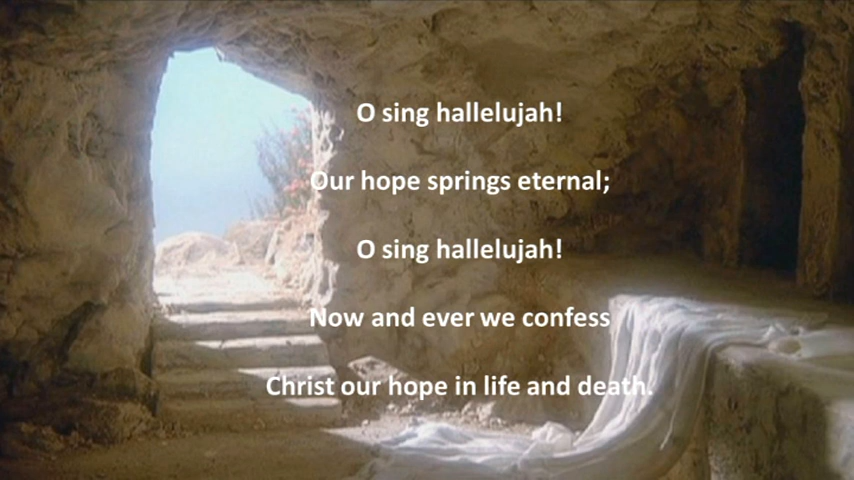 O sing hallelujah!
Our hope springs eternal;
O sing hallelujah!
Now and ever we confess
Christ our hope in life and death.